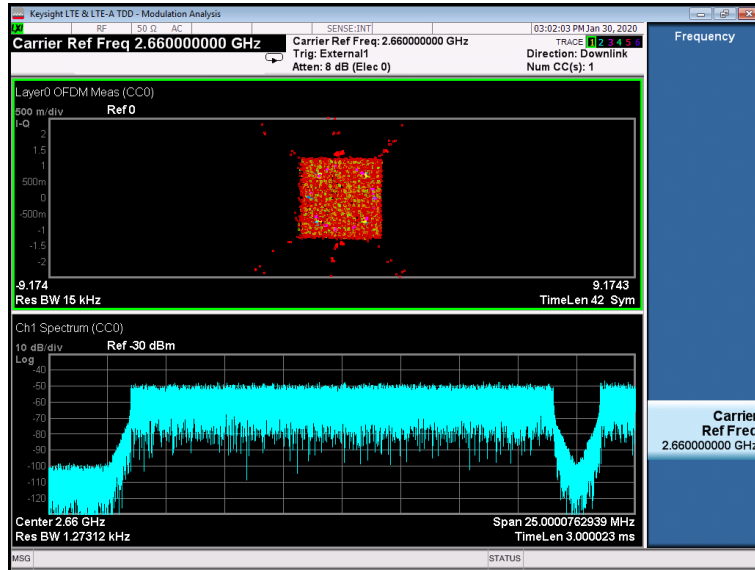 Keysight LTE & LTE-A TDD - Modulation Analysis
LXI RF 50 Ω AC SENSE:INT 03:02:03 PM Jan 30, 2020
Carrier Ref Freq 2.660000000 GHz
Carrier Ref Freq: 2.660000000 GHz
Trig: External1
Atten: 8 dB (Elec 0)
TRACE 1 2 3 4 5 6
Direction: Downlink
Num CC(s): 1
Frequency
Layer0 OFDM Meas (CC0)
500 m/div Ref 0
I-Q
2
1.5
1
500m
0
-500m
-1
-1.5
-2
-9.174 9.1743
Res BW 15 kHz TimeLen 42 Sym
Ch1 Spectrum (CC0)
10 dB/div Ref -30 dBm
Log
-40
-50
-60
-70
-80
-90
-100
-110
-120
Center 2.66 GHz Span 25.0000762939 MHz
Res BW 1.27312 kHz TimeLen 3.000023 ms
Carrier
Ref Freq
2.660000000 GHz
MSG STATUS